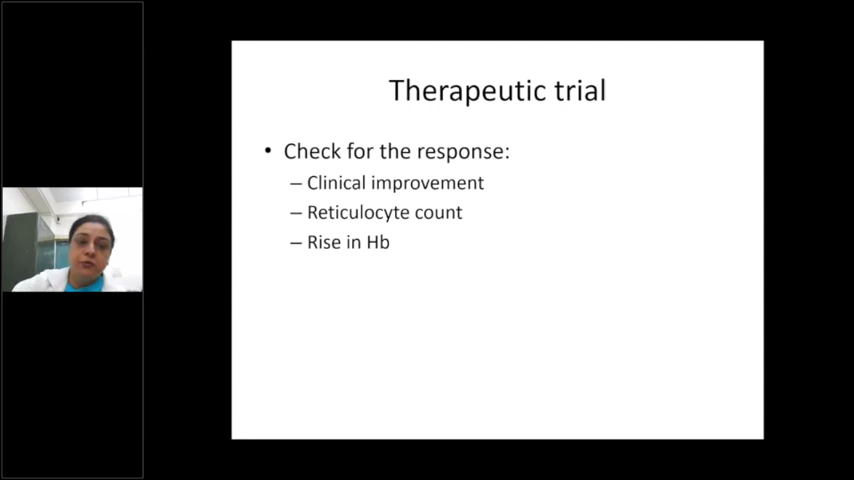 Therapeutic trial
• Check for the response:
– Clinical improvement
– Reticulocyte count
– Rise in Hb